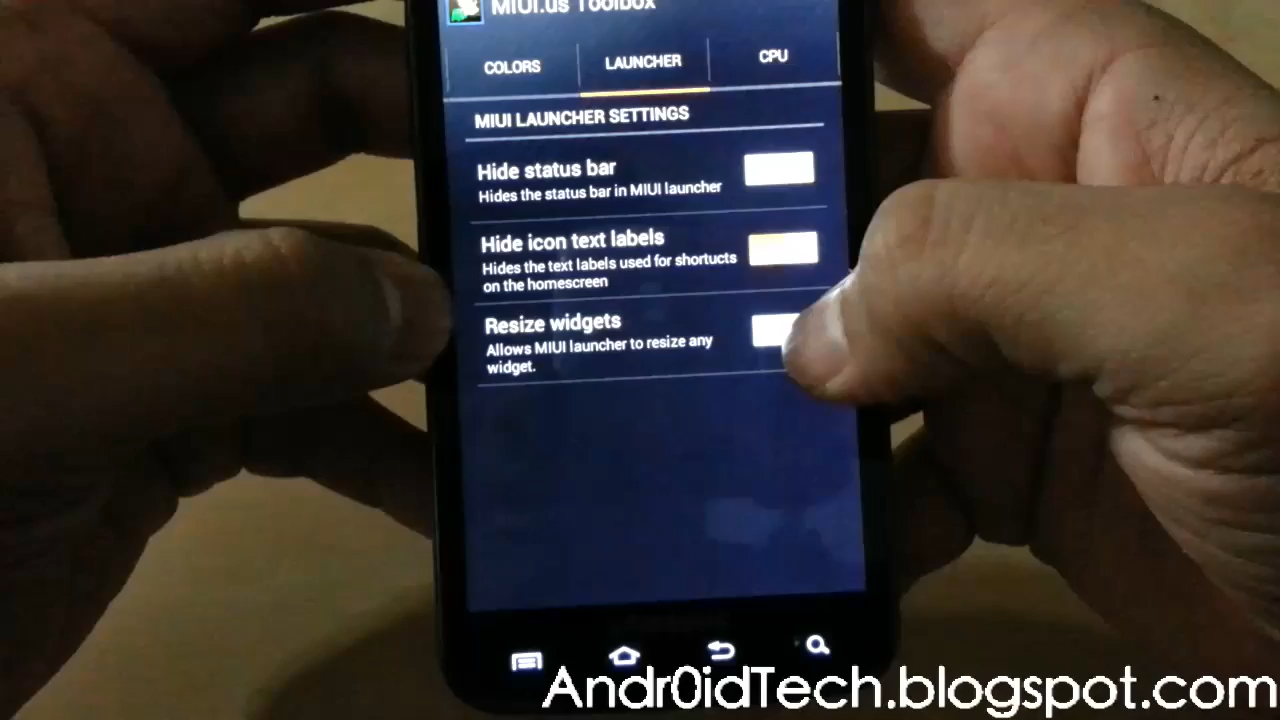 MIUI.us Toolbox
COLORS
LAUNCHER
CPU
MIUI LAUNCHER SETTINGS
Hide status bar
Hides the status bar in MIUI launcher
Hide icon text labels
Hides the text labels used for shortucts
on the homescreen
Resize widgets
Allows MIUI launcher to resize any
widget.
Andr0idTech.blogspot.com